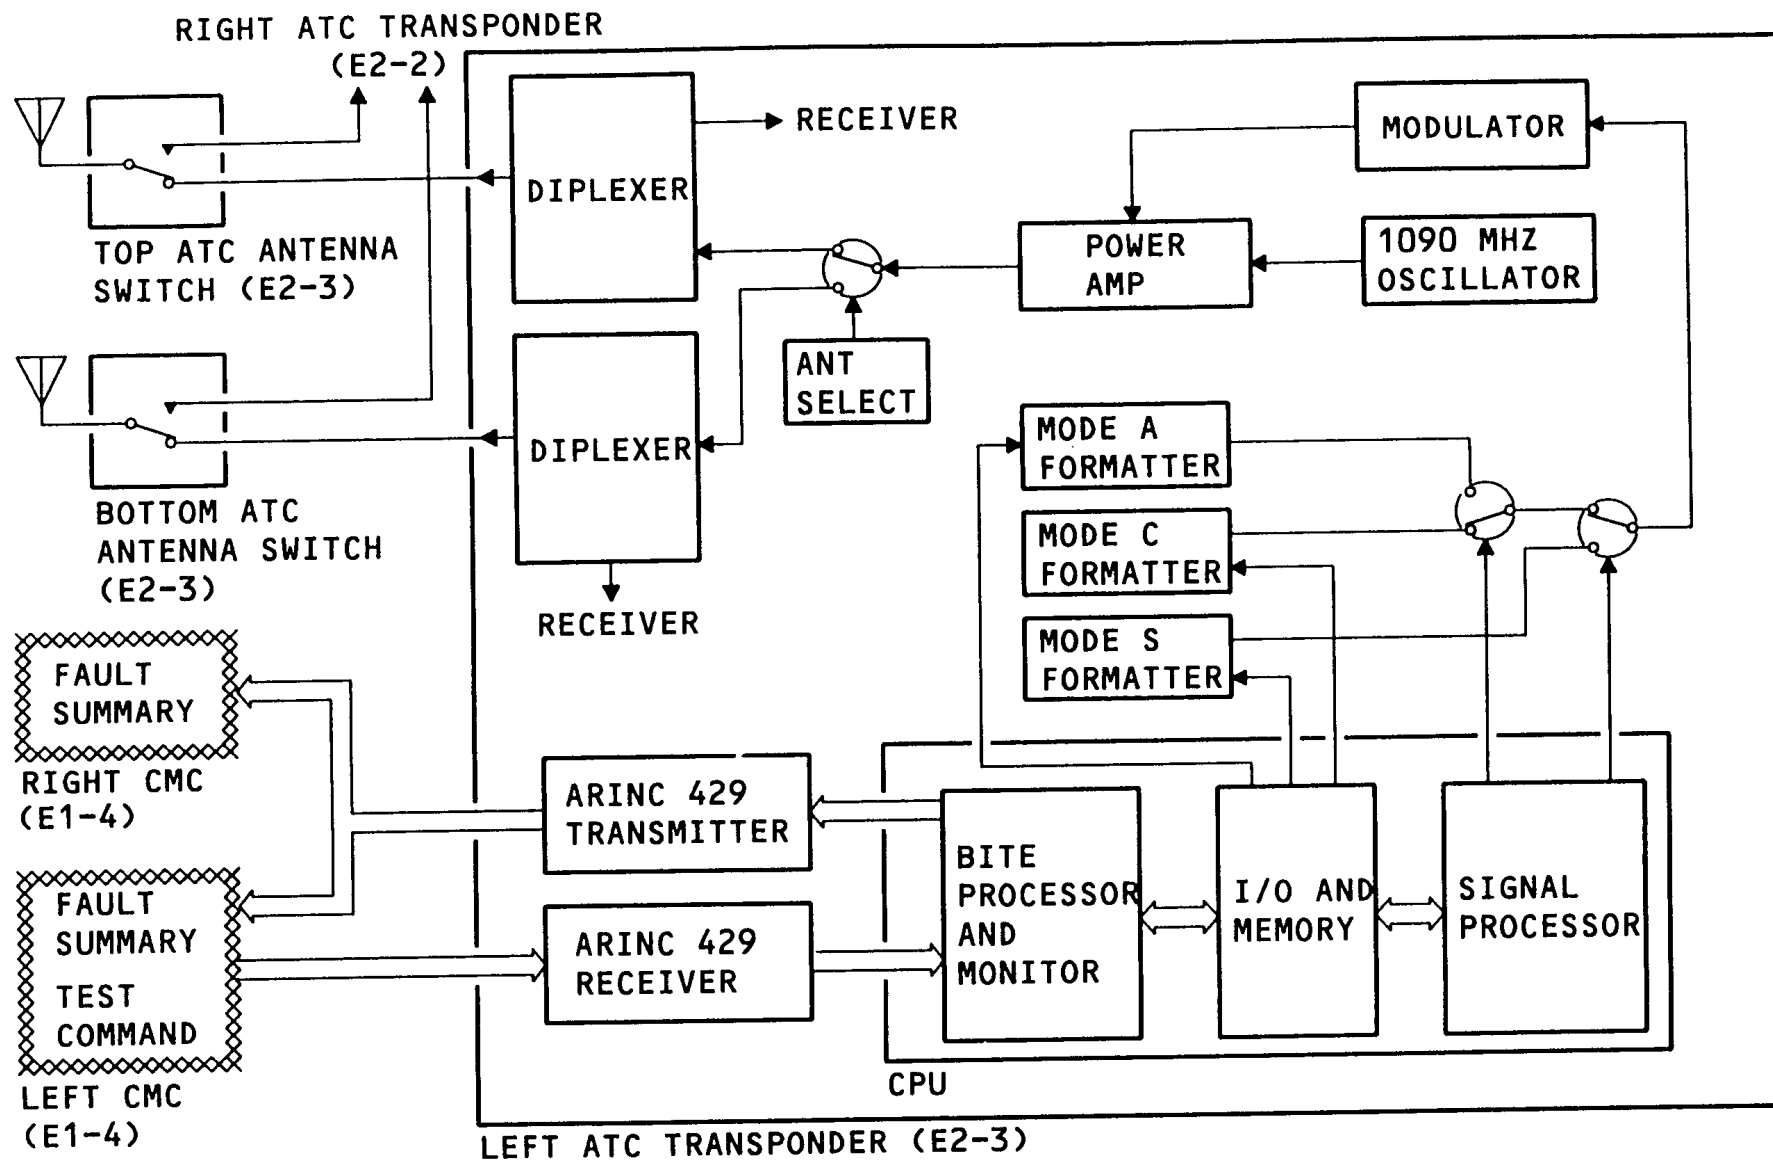 RIGHT ATC TRANSPONDER
(E2-2)
TOP ATC ANTENNA
SWITCH (E2-3)
DIPLEXER
RECEIVER
MODULATOR
POWER
AMP
1090 MHZ
OSCILLATOR
ANT
SELECT
BOTTOM ATC
ANTENNA SWITCH
(E2-3)
DIPLEXER
RECEIVER
MODE A
FORMATTER
MODE C
FORMATTER
MODE S
FORMATTER
FAULT
SUMMARY
RIGHT CMC
(E1-4)
FAULT
SUMMARY
TEST
COMMAND
LEFT CMC
(E1-4)
ARINC 429
TRANSMITTER
ARINC 429
RECEIVER
BITE
PROCESSOR
AND
MONITOR
I/O AND
MEMORY
SIGNAL
PROCESSOR
CPU
LEFT ATC TRANSPONDER (E2-3)